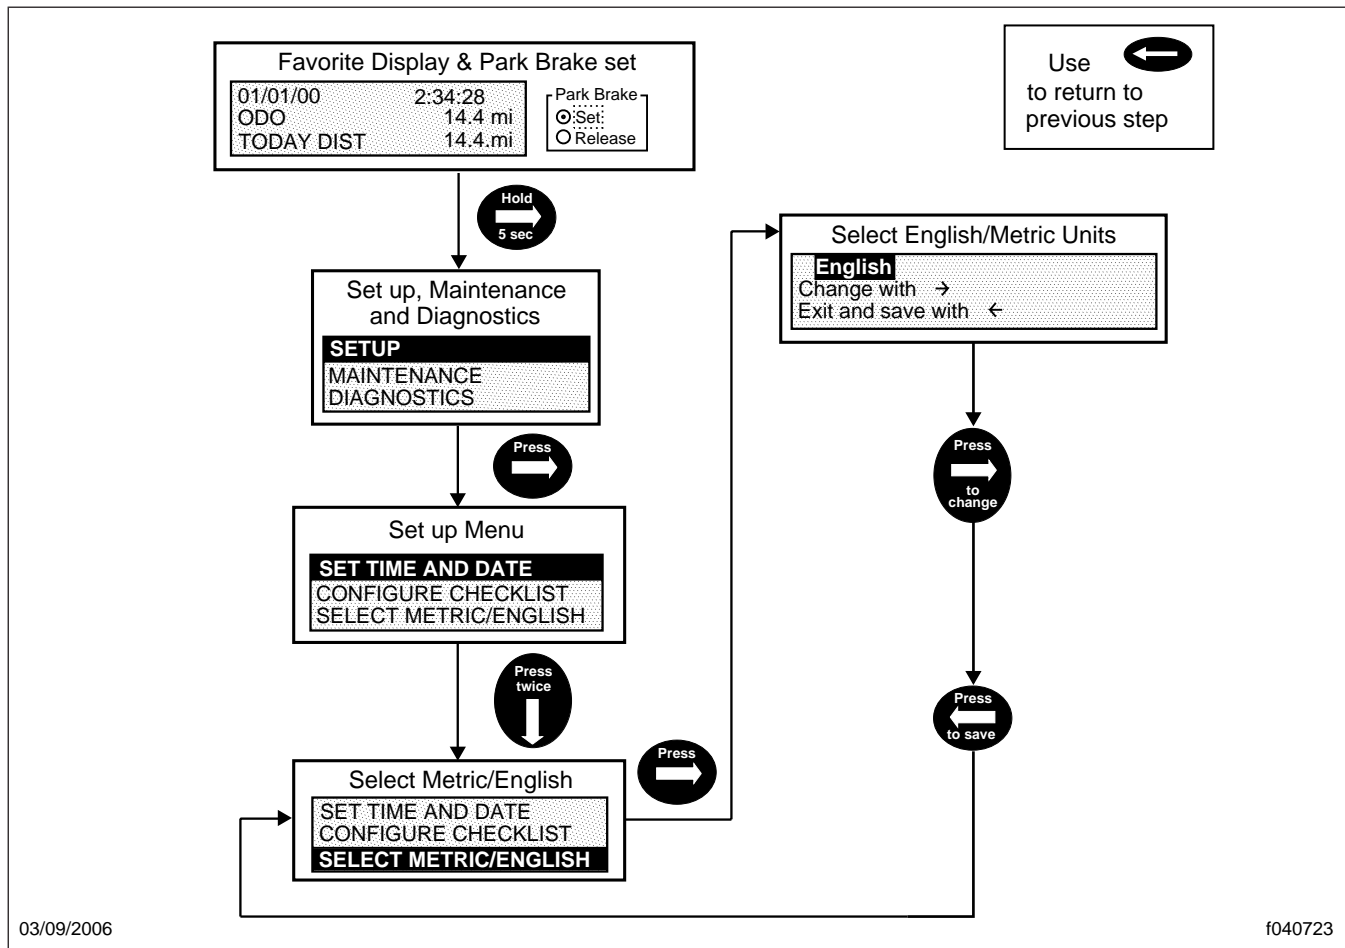 Favorite Display & Park Brake set
01/01/00 2:34:28
ODO 14.4 mi
TODAY DIST 14.4.mi
Park Brake
Set
Release
Use
to return to
previous step
Hold
5 sec
Set up, Maintenance
and Diagnostics
SETUP
MAINTENANCE
DIAGNOSTICS
Press
Set up Menu
SET TIME AND DATE
CONFIGURE CHECKLIST
SELECT METRIC/ENGLISH
Press
twice
Select Metric/English
SET TIME AND DATE
CONFIGURE CHECKLIST
SELECT METRIC/ENGLISH
Press
Select English/Metric Units
English
Change with →
Exit and save with ←
Press
to
change
Press
to save
03/09/2006
f040723